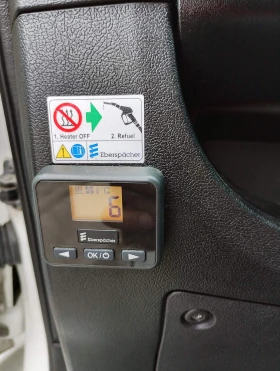 1. Heater OFF 2. Refuel
Eberspächer
6
Eberspächer
OK/⏻